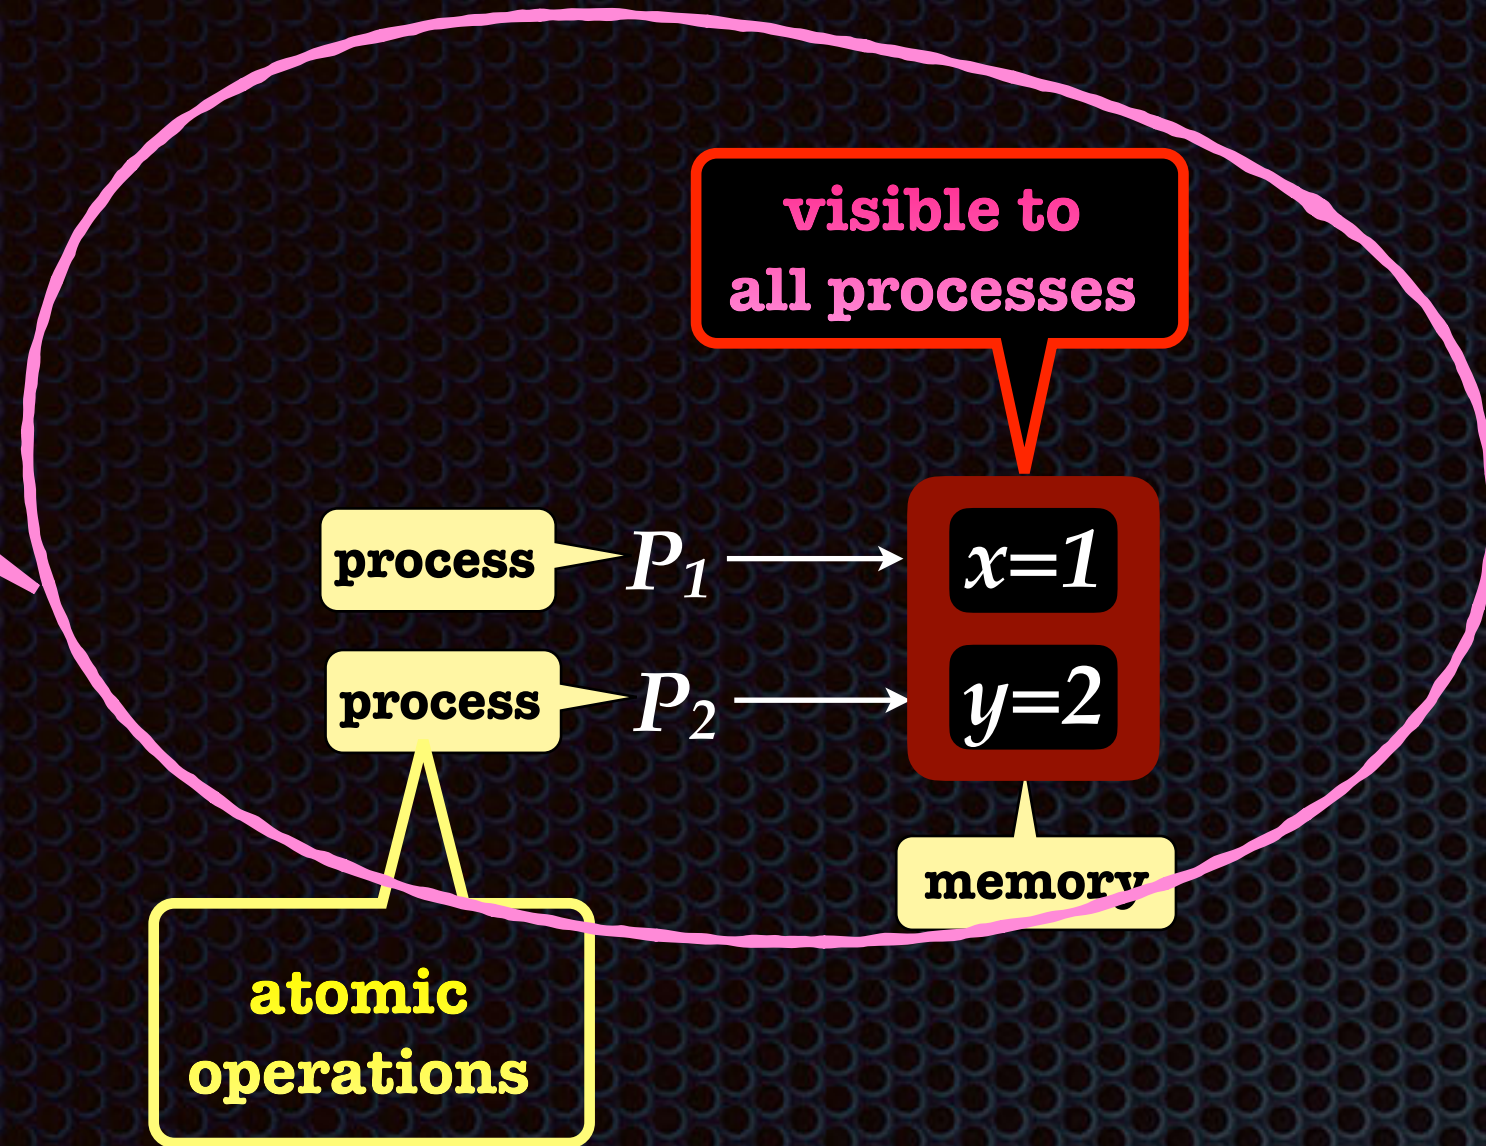 visible to
all processes
process P₁ x=1
process P₂ y=2
memory
atomic
operations